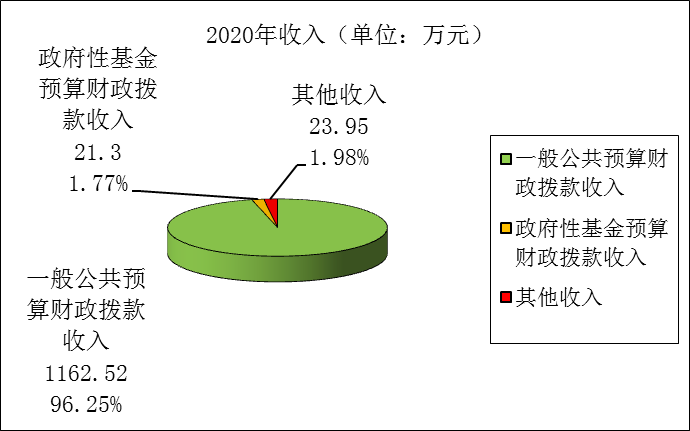 2020年收入（单位：万元）
政府性基金
预算财政拨
款收入
21.3
1.77%
其他收入
23.95
1.98%
一般公共预
算财政拨款
收入
1162.52
96.25%
一般公共预算财
政拨款收入
政府性基金预算
财政拨款收入
其他收入